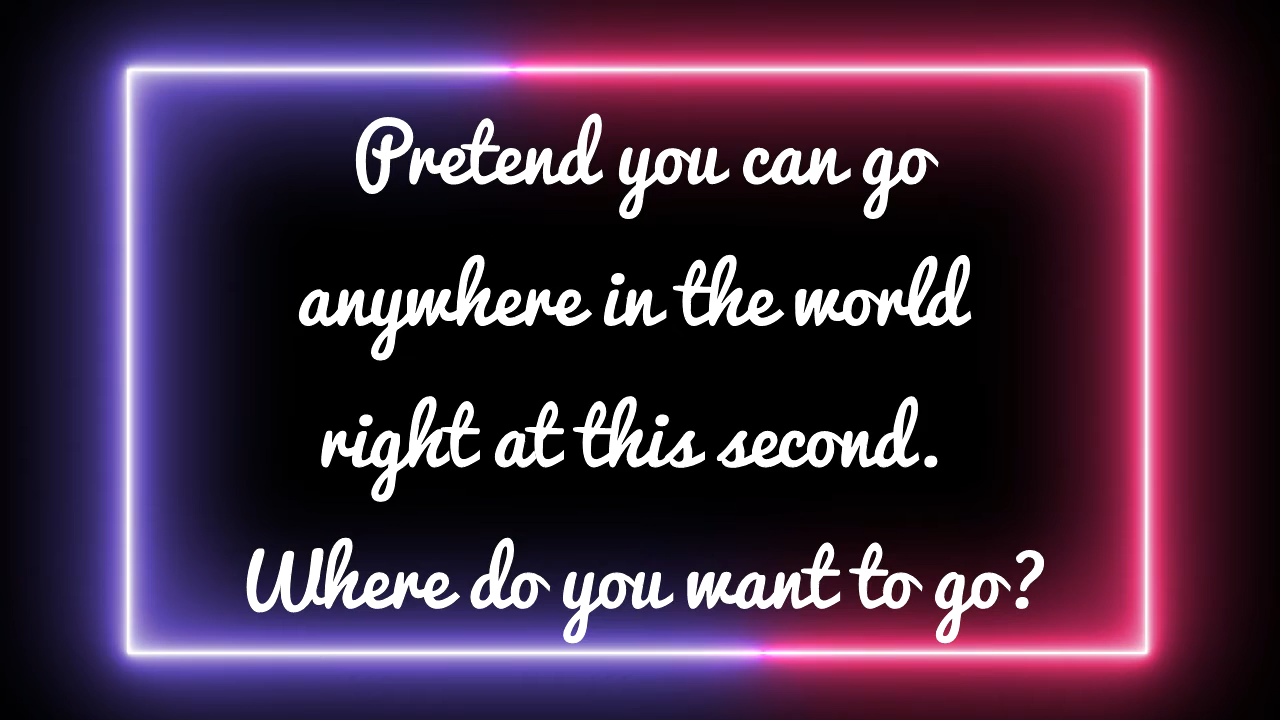 Pretend you can go
anywhere in the world
right at this second.
Where do you want to go?